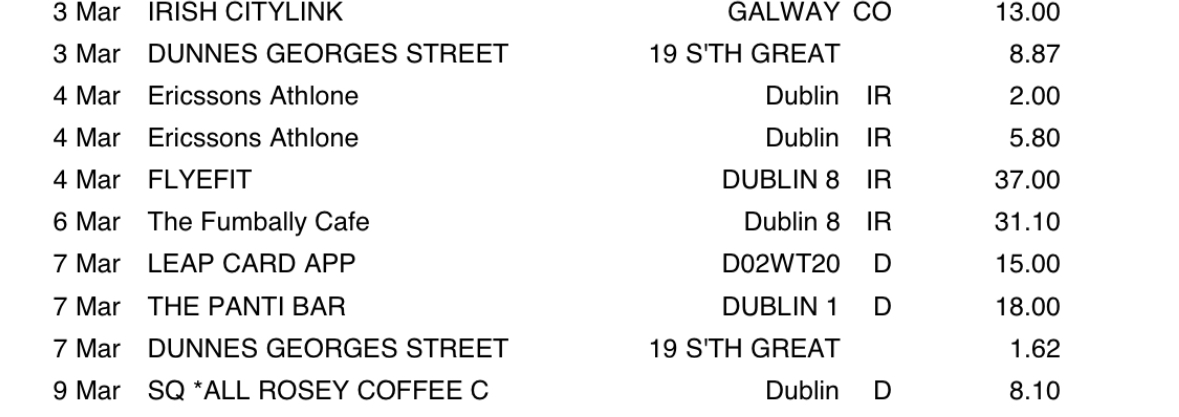 3 Mar IRISH CITYLINK GALWAY CO 13.00
3 Mar DUNNES GEORGES STREET 19 S'TH GREAT 8.87
4 Mar Ericssons Athlone Dublin IR 2.00
4 Mar Ericssons Athlone Dublin IR 5.80
4 Mar FLYEFIT DUBLIN 8 IR 37.00
6 Mar The Fumbally Cafe Dublin 8 IR 31.10
7 Mar LEAP CARD APP D02WT20 D 15.00
7 Mar THE PANTI BAR DUBLIN 1 D 18.00
7 Mar DUNNES GEORGES STREET 19 S'TH GREAT 1.62
9 Mar SQ *ALL ROSEY COFFEE C Dublin D 8.10